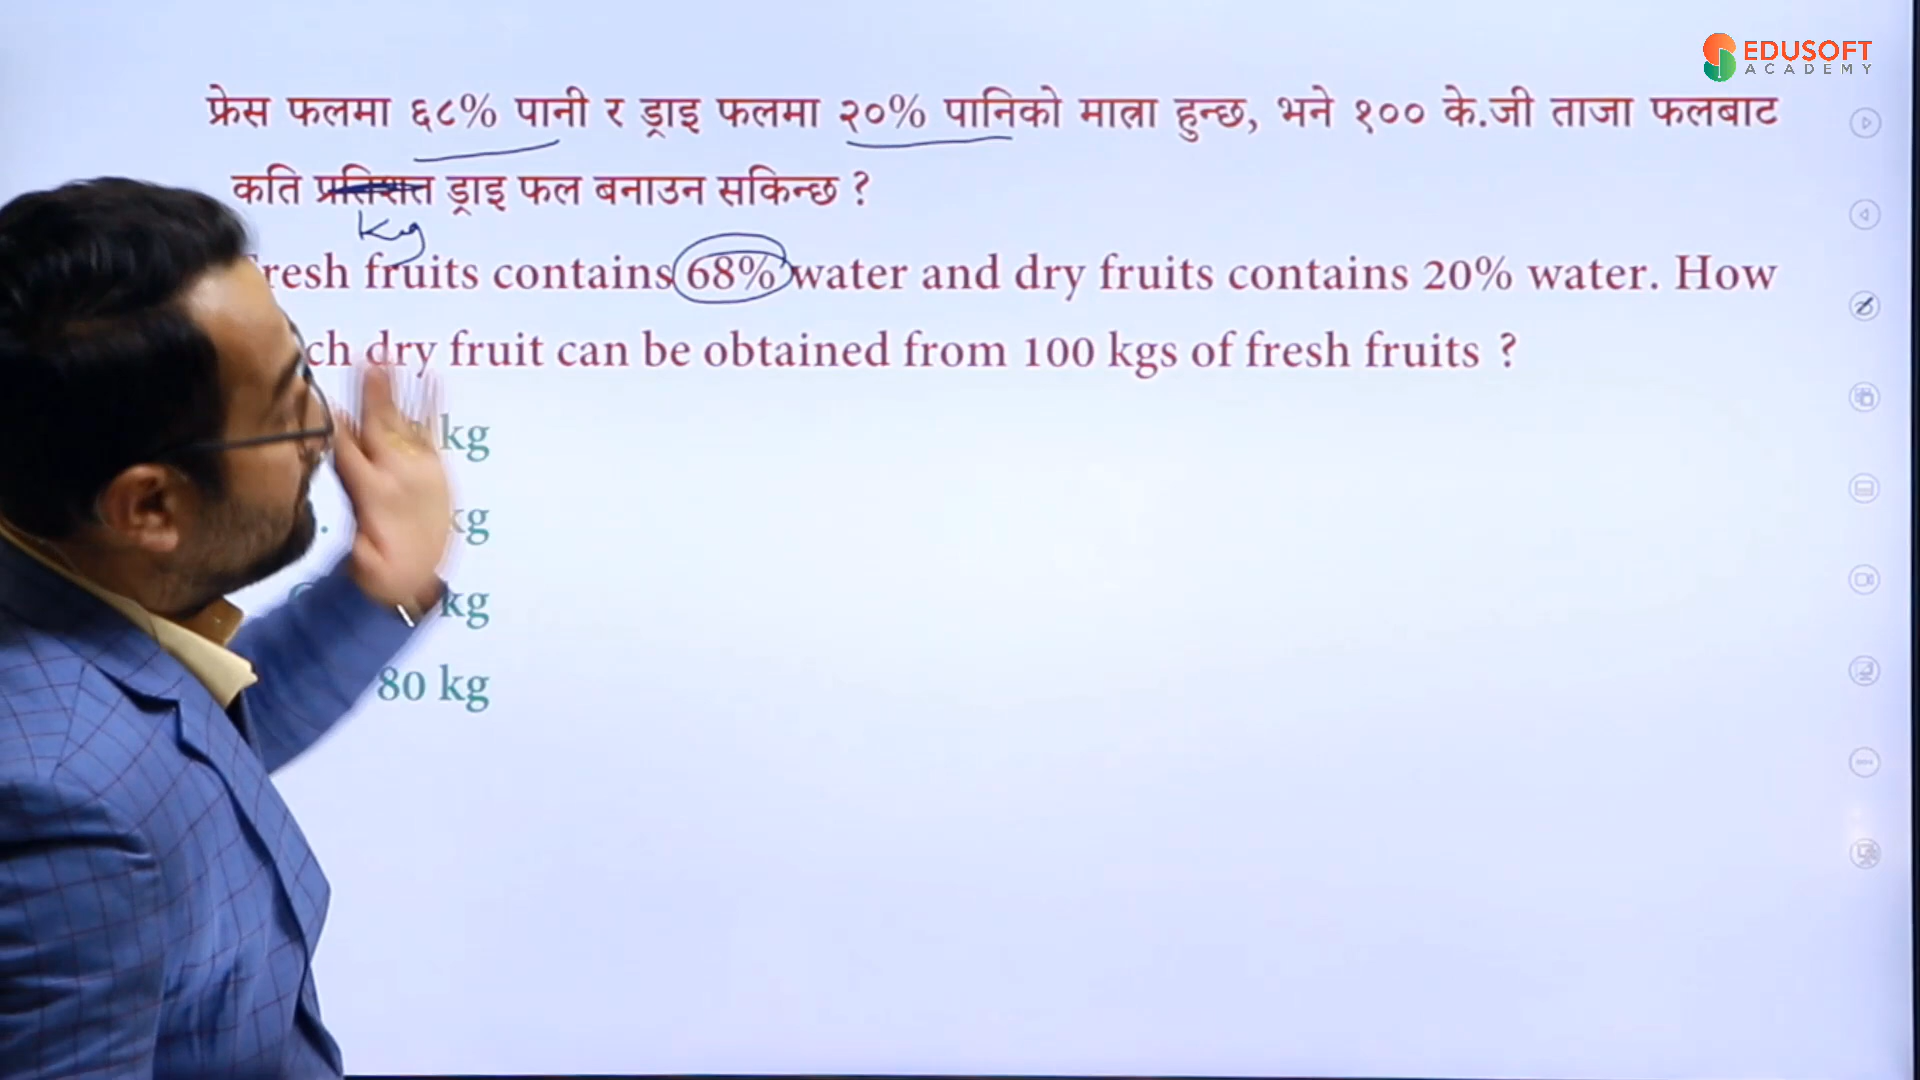 EDUSOFT
ACADEMY
फ्रेस फलमा ६८% पानी र ड्राइ फलमा २०% पानिको मात्रा हुन्छ, भने १०० के.जी ताजा फलबाट
कति प्रतिशत ड्राइ फल बनाउन सकिन्छ ?
kg
fruits contains 68% water and dry fruits contains 20% water. How
dry fruit can be obtained from 100 kgs of fresh fruits ?
kg
kg
kg
80 kg